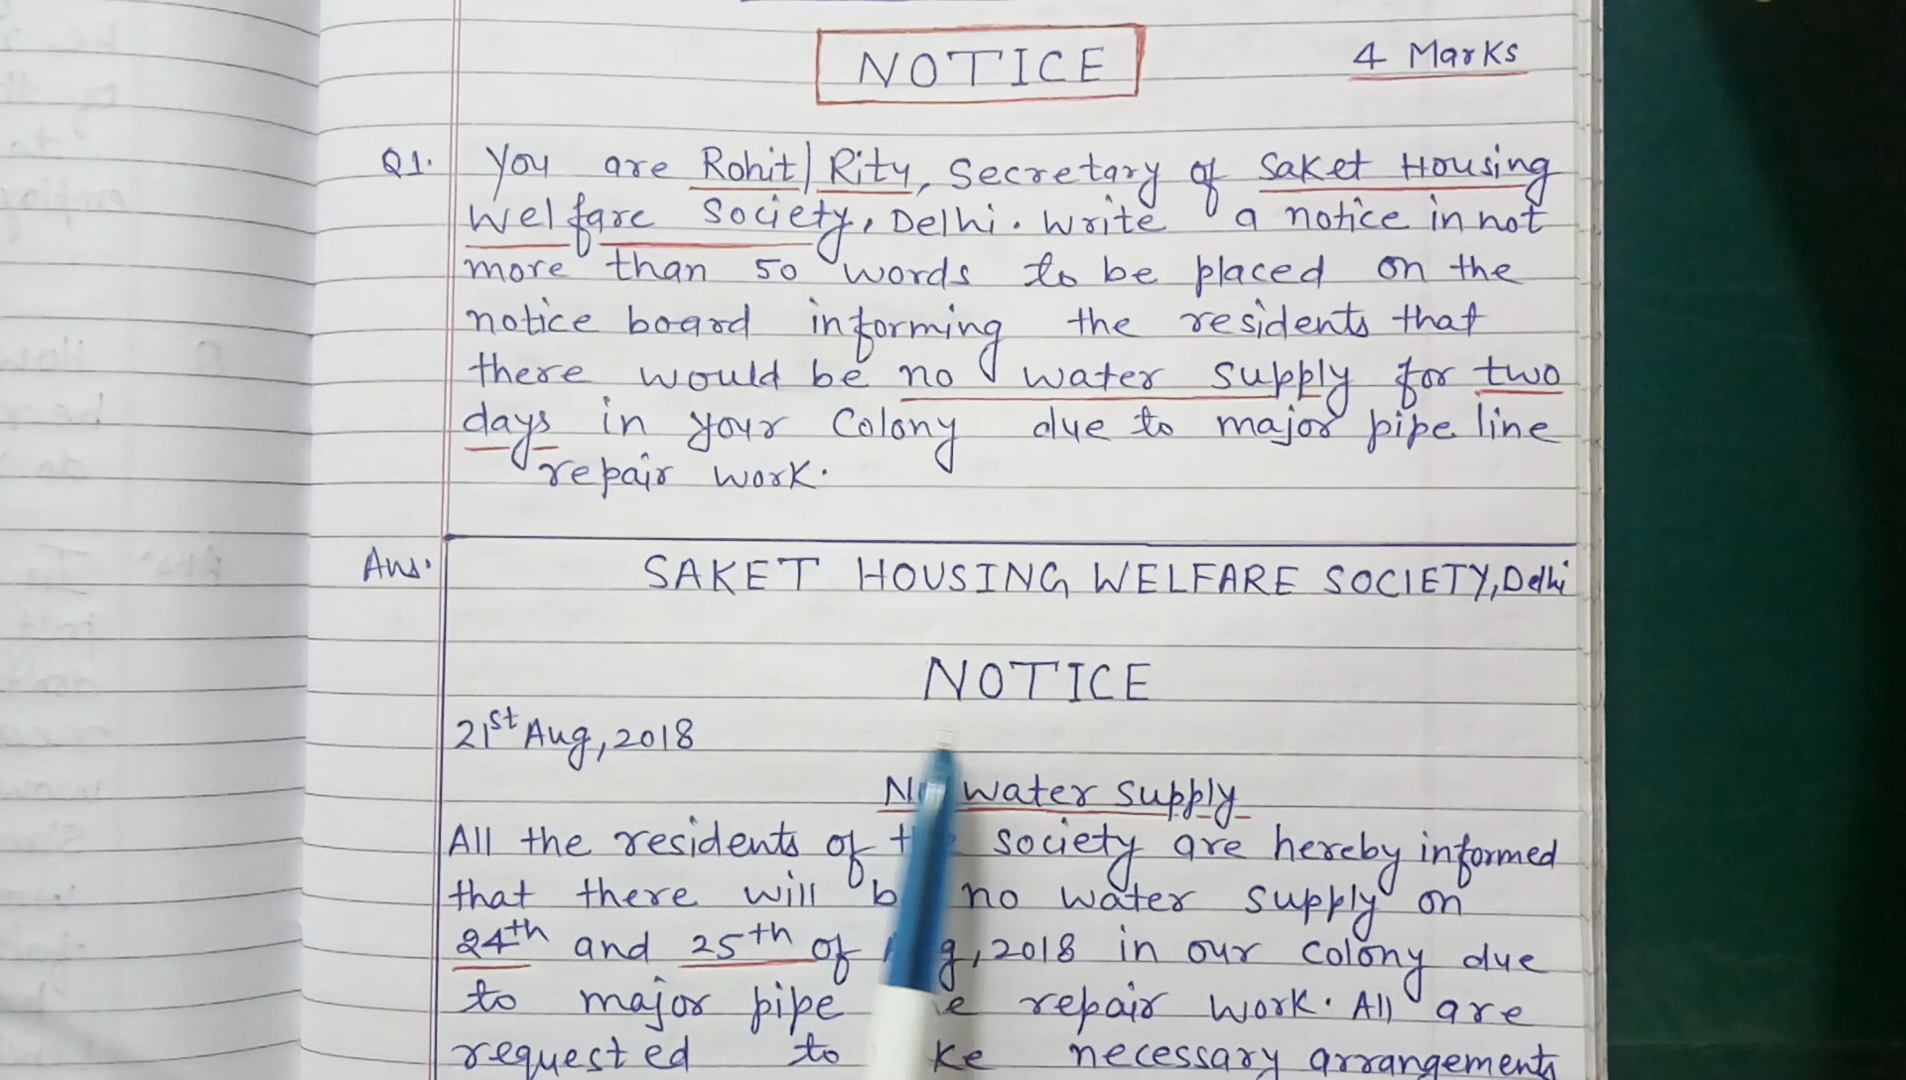 NOTICE
4 Marks
Q1. You are Rohit/Rity, Secretary of Saket Housing
Welfare Society, Delhi. Write a notice in not
more than 50 words to be placed on the
notice board informing the residents that
there would be no water supply for two
days in your Colony due to major pipe line
repair work.
Ans. SAKET HOUSING WELFARE SOCIETY, Delhi
NOTICE
21st Aug, 2018
water supply
All the residents of society are hereby informed
that there will no water supply on
24th and 25th of , 2018 in our colony due
to major pipe repair work. All are
requested to necessary arrangements